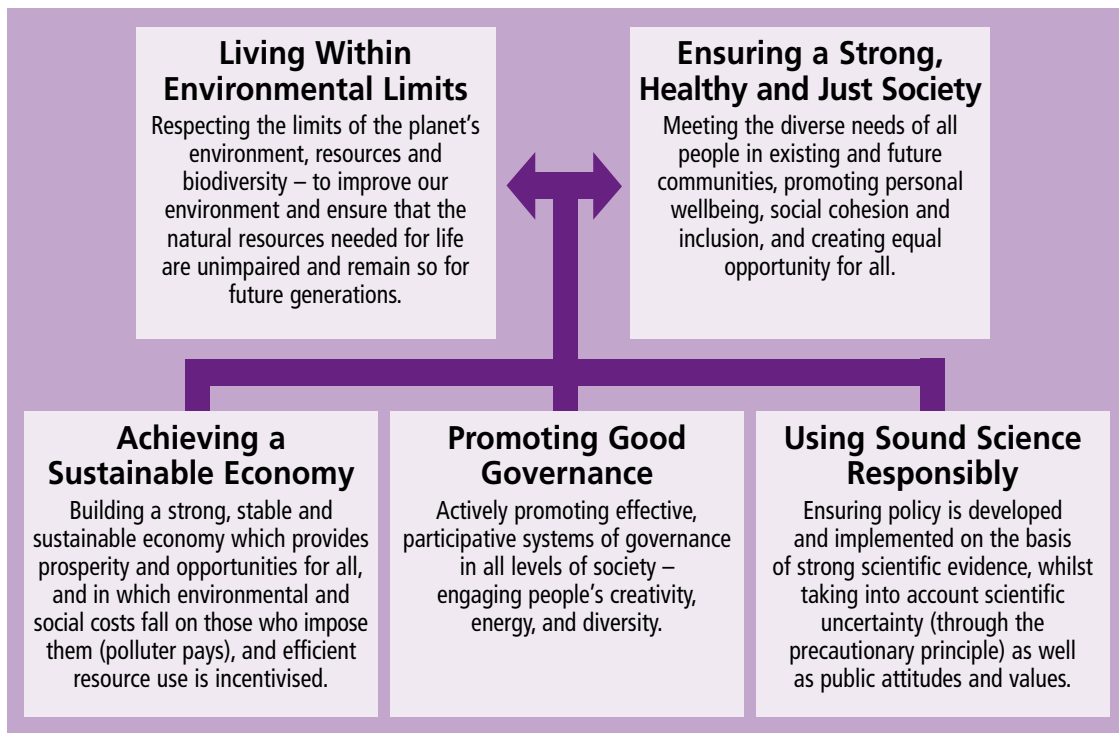 Living Within
Environmental Limits
Respecting the limits of the planet’s
environment, resources and
biodiversity – to improve our
environment and ensure that the
natural resources needed for life
are unimpaired and remain so for
future generations.
Ensuring a Strong,
Healthy and Just Society
Meeting the diverse needs of all
people in existing and future
communities, promoting personal
wellbeing, social cohesion and
inclusion, and creating equal
opportunity for all.
Achieving a
Sustainable Economy
Building a strong, stable and
sustainable economy which provides
prosperity and opportunities for all,
and in which environmental and
social costs fall on those who impose
them (polluter pays), and efficient
resource use is incentivised.
Promoting Good
Governance
Actively promoting effective,
participative systems of governance
in all levels of society –
engaging people’s creativity,
energy, and diversity.
Using Sound Science
Responsibly
Ensuring policy is developed
and implemented on the basis
of strong scientific evidence, whilst
taking into account scientific
uncertainty (through the
precautionary principle) as well
as public attitudes and values.